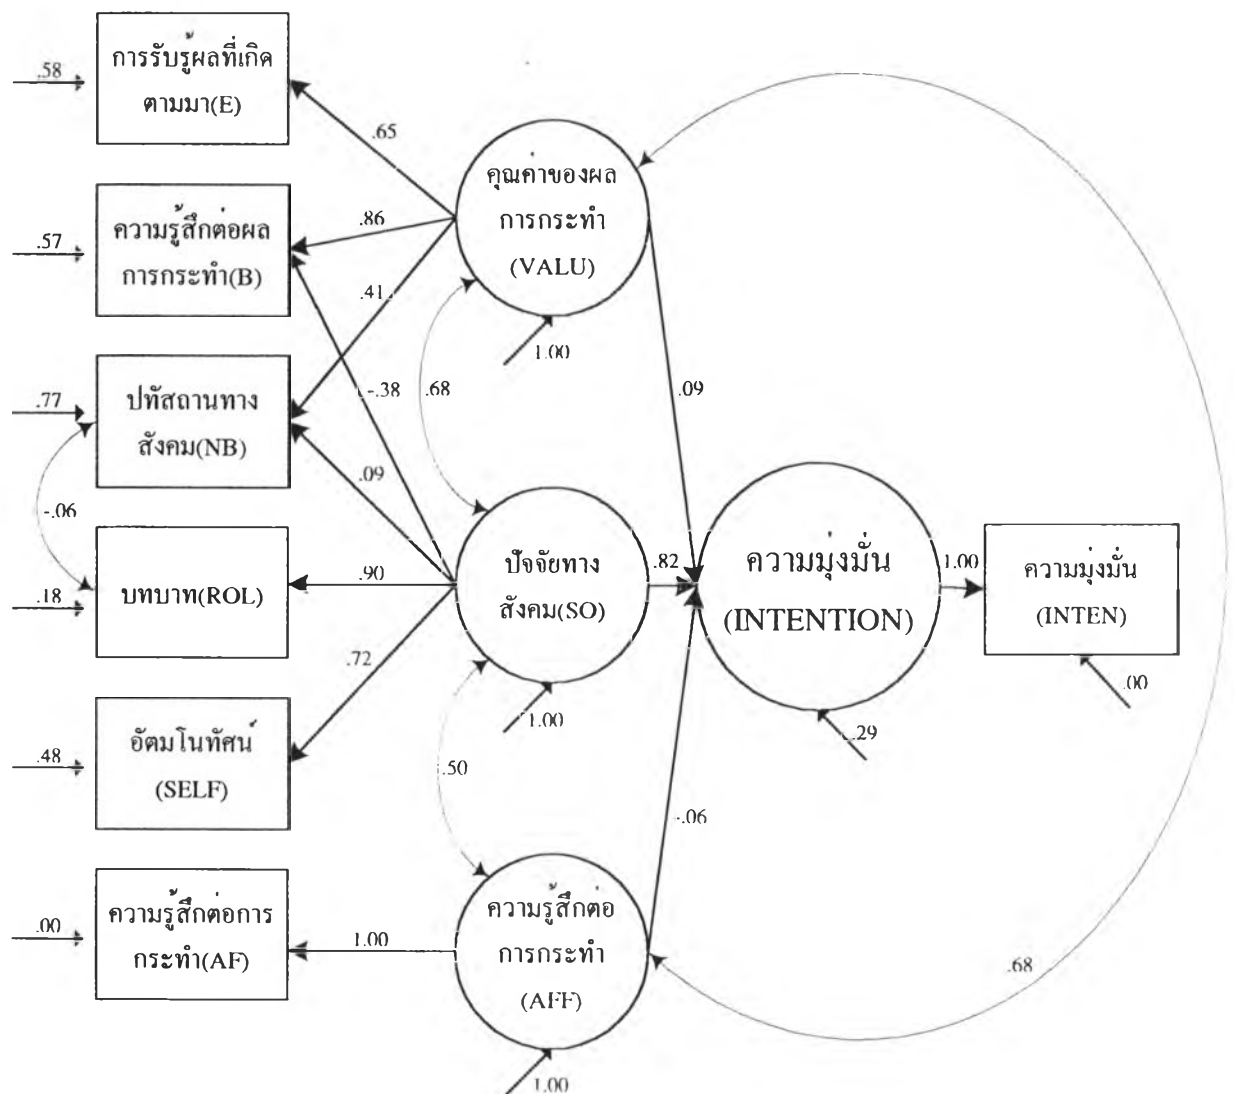 การรับรู้ผลที่เกิด
ตามมา(E)
.58
.65
คุณค่าของผล
การกระทำ
(VALU)
ความรู้สึกต่อผล
การกระทำ(B)
.57
.86
.41
1.00
ปทัสถานทาง
สังคม(NB)
.77
-.38
.68
.09
.09
-.06
บทบาท(ROL)
.18
.90
ปัจจัยทาง
สังคม(SO)
.82
ความมุ่งมั่น
(INTENTION)
1.00
ความมุ่งมั่น
(INTEN)
.00
.72
1.00
.29
อัตมโนทัศน์
(SELF)
.48
.50
-.06
ความรู้สึกต่อการ
กระทำ(AF)
.00
1.00
ความรู้สึกต่อ
การกระทำ
(AFF)
.68
1.00